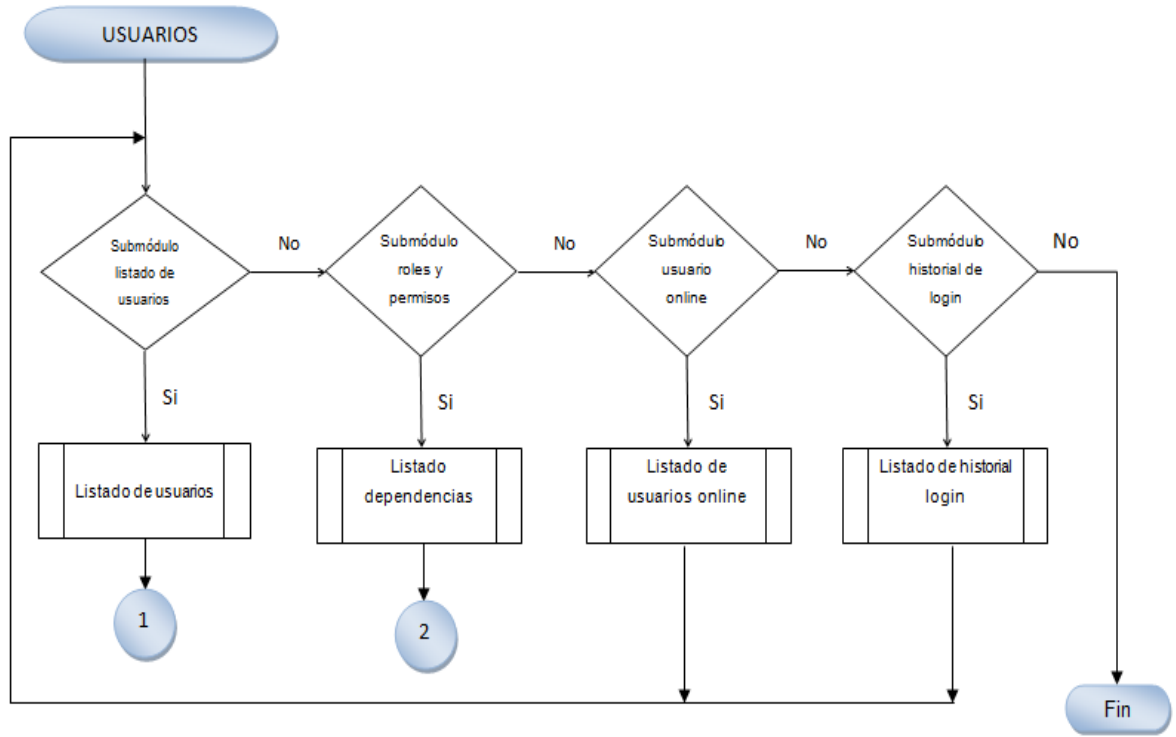 USUARIOS
Submódulo
listado de
usuarios
No
Submódulo
roles y
permisos
No
Submódulo
usuario
online
No
Submódulo
historial de
login
No
Si
Si
Si
Si
Listado de usuarios
Listado
dependencias
Listado de
usuarios online
Listado de historial
login
1
2
Fin